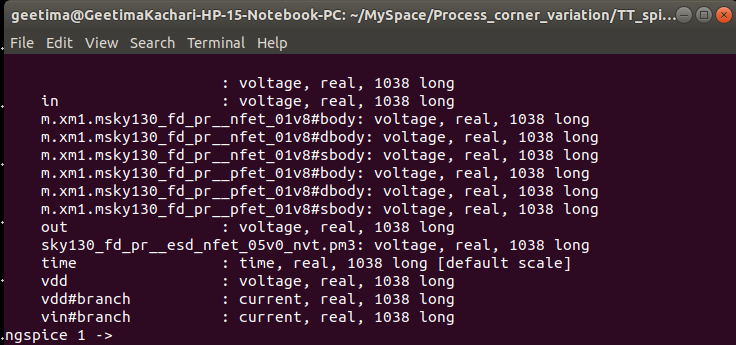 geetima@GeetimaKachari-HP-15-Notebook-PC: ~/MySpace/Process_corner_variation/TT_spi...
File Edit View Search Terminal Help
: voltage, real, 1038 long
in : voltage, real, 1038 long
m.xm1.msky130_fd_pr__nfet_01v8#body: voltage, real, 1038 long
m.xm1.msky130_fd_pr__nfet_01v8#dbody: voltage, real, 1038 long
m.xm1.msky130_fd_pr__nfet_01v8#sbody: voltage, real, 1038 long
m.xm1.msky130_fd_pr__pfet_01v8#body: voltage, real, 1038 long
m.xm1.msky130_fd_pr__pfet_01v8#dbody: voltage, real, 1038 long
m.xm1.msky130_fd_pr__pfet_01v8#sbody: voltage, real, 1038 long
out : voltage, real, 1038 long
sky130_fd_pr__esd_nfet_05v0_nvt.pm3: voltage, real, 1038 long
time : time, real, 1038 long [default scale]
vdd : voltage, real, 1038 long
vdd#branch : current, real, 1038 long
vin#branch : current, real, 1038 long
ngspice 1 ->